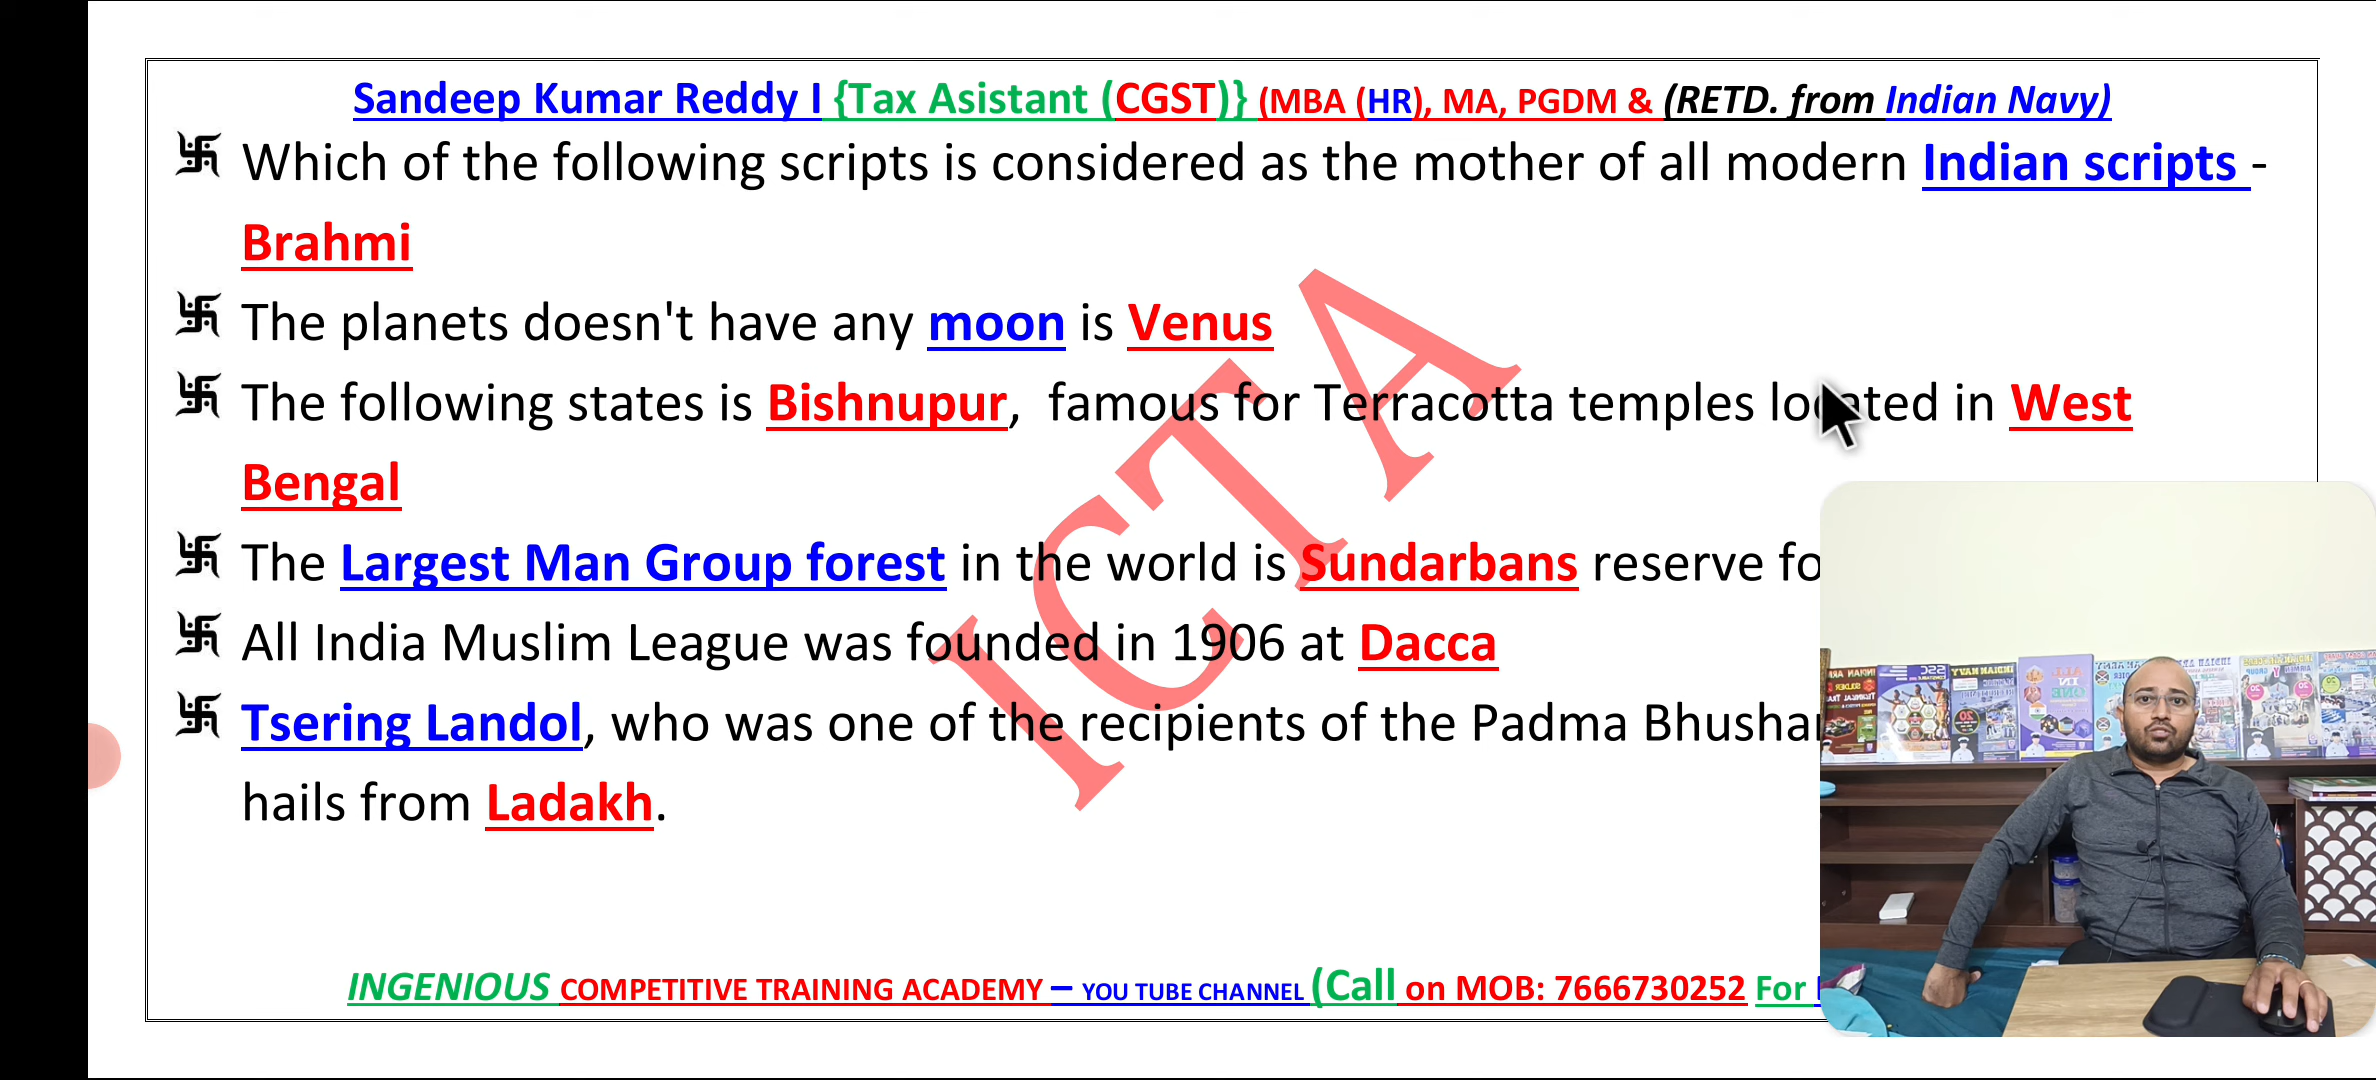 Sandeep Kumar Reddy I {Tax Asistant (CGST)} (MBA (HR), MA, PGDM & (RETD. from Indian Navy)
Which of the following scripts is considered as the mother of all modern Indian scripts -
Brahmi
The planets doesn't have any moon is Venus
The following states is Bishnupur, famous for Terracotta temples located in West
Bengal
The Largest Man Group forest in the world is Sundarbans reserve
All India Muslim League was founded in 1906 at Dacca
Tsering Landol, who was one of the recipients of the Padma
hails from Ladakh.
ICTA
INGENIOUS COMPETITIVE TRAINING ACADEMY – YOU TUBE CHANNEL (Call on MOB: 7666730252 For